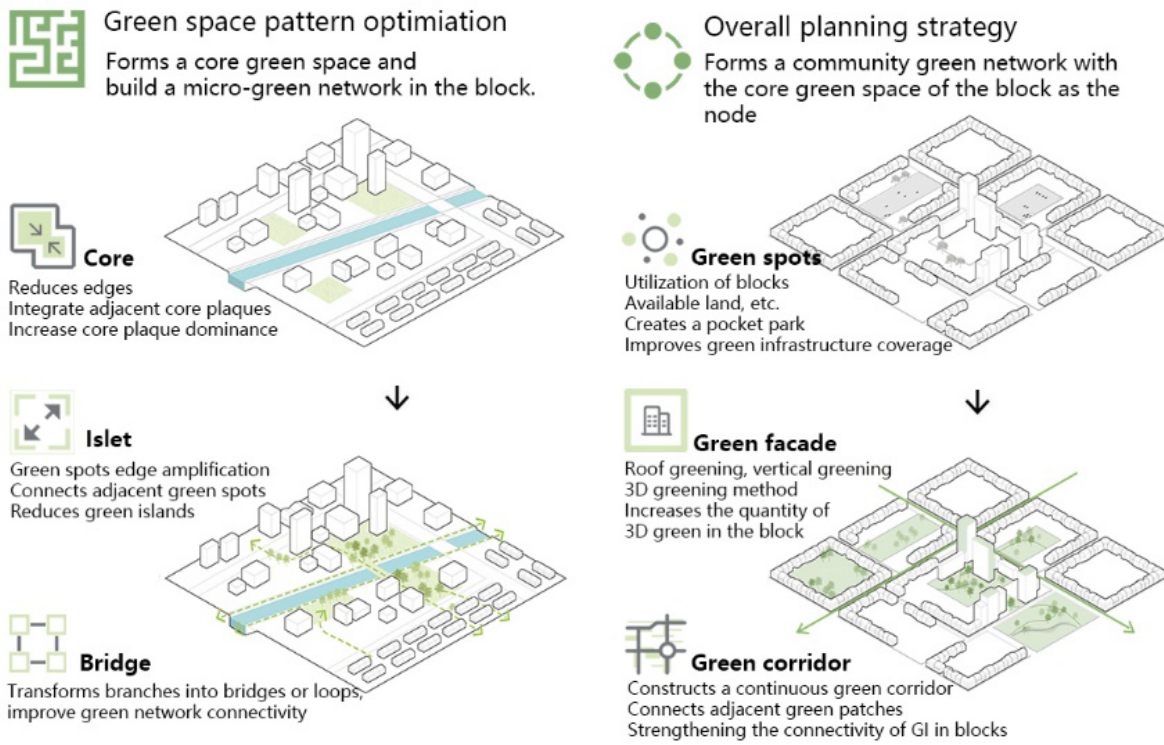 Green space pattern optimiation
Forms a core green space and
build a micro-green network in the block.
Core
Reduces edges
Integrate adjacent core plaques
Increase core plaque dominance
Islet
Green spots edge amplification
Connects adjacent green spots
Reduces green islands
Bridge
Transforms branches into bridges or loops,
improve green network connectivity
Overall planning strategy
Forms a community green network with
the core green space of the block as the
node
Green spots
Utilization of blocks
Available land, etc.
Creates a pocket park
Improves green infrastructure coverage
Green facade
Roof greening, vertical greening
3D greening method
Increases the quantity of
3D green in the block
Green corridor
Constructs a continuous green corridor
Connects adjacent green patches
Strengthening the connectivity of GI in blocks